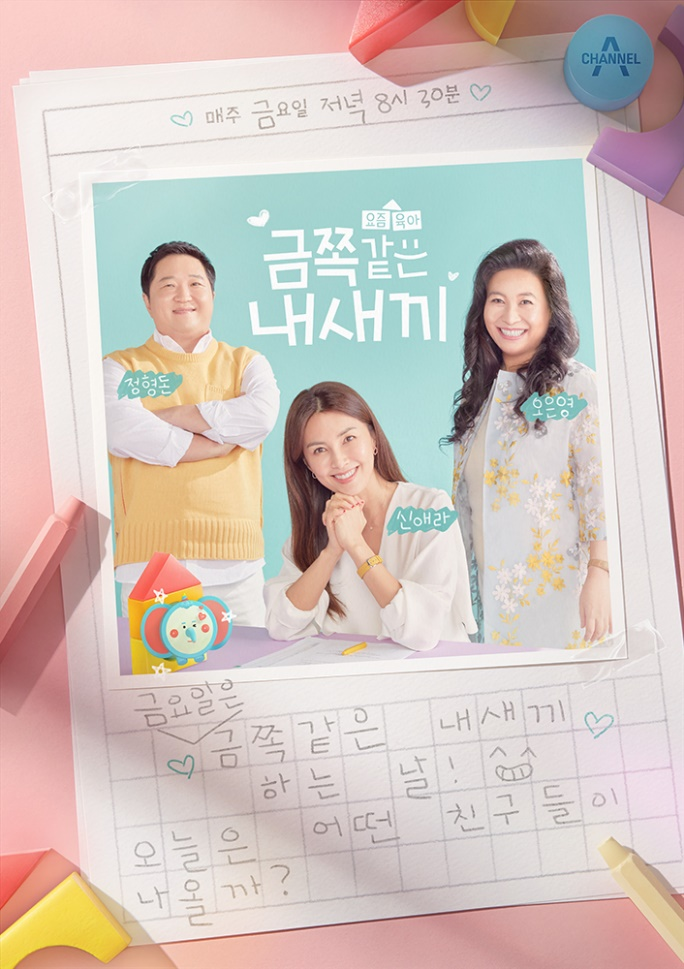 CHANNEL A
매주 금요일 저녁 8시 30분
요즘 육아
금쪽같은
내새끼
정형돈
오은영
신애라
금요일은
금쪽같은 내새끼
하는 날!
오늘은 어떤 친구들이
나올까?